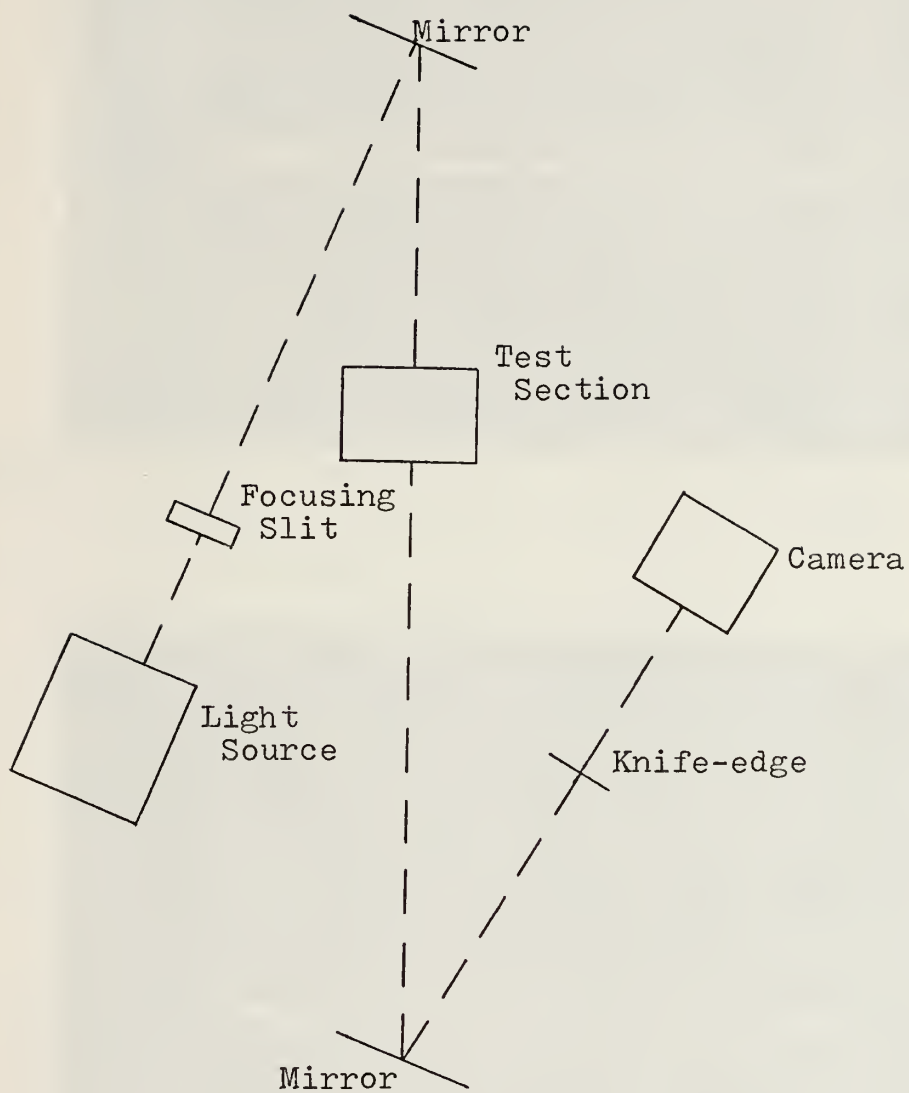 Mirror
Test
Section
Focusing
Slit
Camera
Light
Source
Knife-edge
Mirror